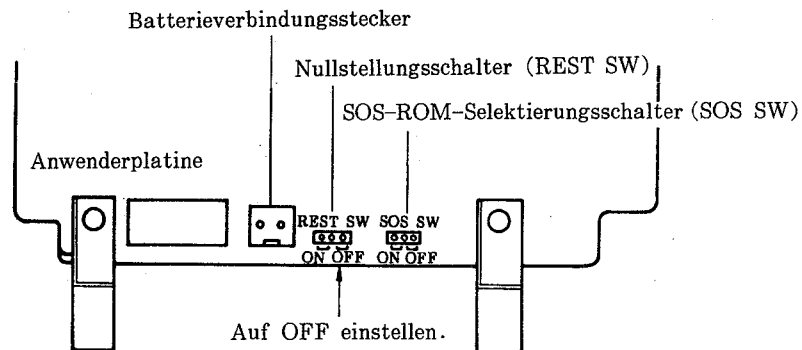 Batterieverbindungsstecker
Nullstellungsschalter (REST SW)
SOS-ROM-Selektierungsschalter (SOS SW)
Anwenderplatine
REST SW SOS SW
ON OFF ON OFF
Auf OFF einstellen.